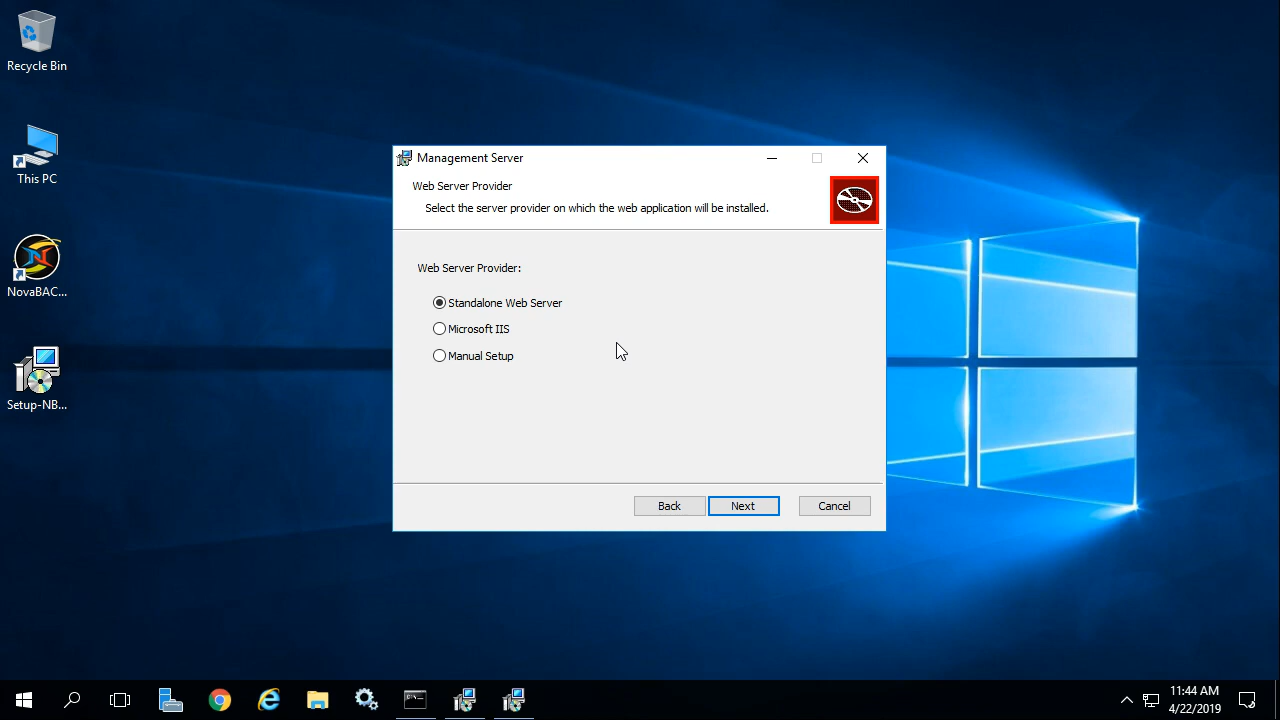 Recycle Bin
This PC
NovaBAC...
Setup-NB...
Management Server
Web Server Provider
Select the server provider on which the web application will be installed.
Web Server Provider:
Standalone Web Server
Microsoft IIS
Manual Setup
Back
Next
Cancel
11:44 AM
4/22/2019